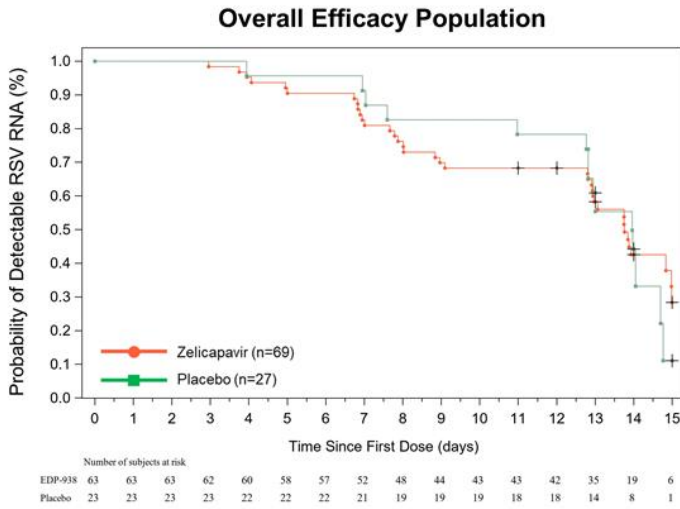 Overall Efficacy Population
Probability of Detectable RSV RNA (%)
1.0
0.9
0.8
0.7
0.6
0.5
0.4
0.3
0.2
0.1
0.0
Zelicapavir (n=69)
Placebo (n=27)
0 1 2 3 4 5 6 7 8 9 10 11 12 13 14 15
Time Since First Dose (days)
Number of subjects at risk
EDP-938 63 63 63 62 60 58 57 52 48 44 43 43 42 35 19 6
Placebo 23 23 23 23 22 22 22 21 19 19 19 18 18 14 8 1